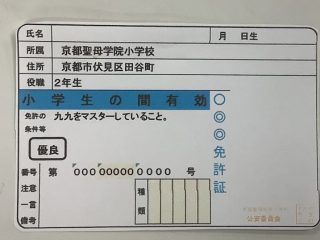 氏名 月 日生
所属 京都聖母学院小学校
住所 京都市伏見区田谷町
役職 2年生
小学生の間有効
免許の条件等 九九をマスターしていること。
優良
免許証
番号 第 000 00000000 0000 号
注意一言備考
種類
公安委員会